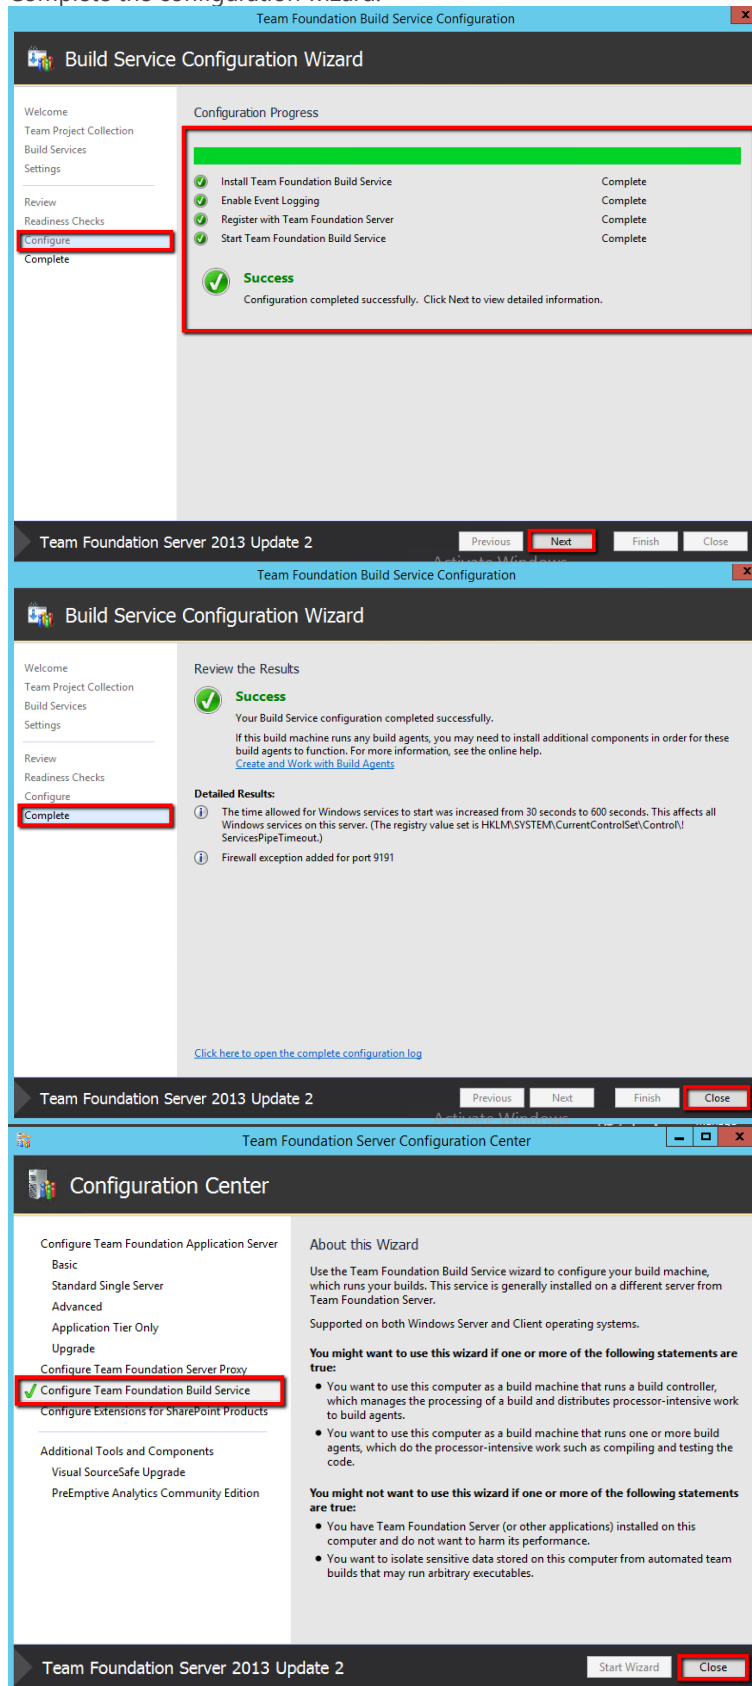 Complete the configuration wizard.
Team Foundation Build Service Configuration
x
Build Service Configuration Wizard
Welcome
Team Project Collection
Build Services
Settings
Review
Readiness Checks
Configure
Complete
Configuration Progress
Install Team Foundation Build Service Complete
Enable Event Logging Complete
Register with Team Foundation Server Complete
Start Team Foundation Build Service Complete
Success
Configuration completed successfully. Click Next to view detailed information.
Team Foundation Server 2013 Update 2
Previous Next Finish Close
Activate Windows
Team Foundation Build Service Configuration
x
Build Service Configuration Wizard
Welcome
Team Project Collection
Build Services
Settings
Review
Readiness Checks
Configure
Complete
Review the Results
Success
Your Build Service configuration completed successfully.
If this build machine runs any build agents, you may need to install additional components in order for these
build agents to function. For more information, see the online help.
Create and Work with Build Agents
Detailed Results:
The time allowed for Windows services to start was increased from 30 seconds to 600 seconds. This affects all
Windows services on this server. (The registry value set is HKLM\SYSTEM\CurrentControlSet\Control\!
ServicesPipeTimeout.)
Firewall exception added for port 9191
Click here to open the complete configuration log
Team Foundation Server 2013 Update 2
Previous Next Finish Close
Activate Windows
Team Foundation Server Configuration Center
x
Configuration Center
Configure Team Foundation Application Server
Basic
Standard Single Server
Advanced
Application Tier Only
Upgrade
Configure Team Foundation Server Proxy
Configure Team Foundation Build Service
Configure Extensions for SharePoint Products
Additional Tools and Components
Visual SourceSafe Upgrade
PreEmptive Analytics Community Edition
About this Wizard
Use the Team Foundation Build Service wizard to configure your build machine,
which runs your builds. This service is generally installed on a different server from
Team Foundation Server.
Supported on both Windows Server and Client operating systems.
You might want to use this wizard if one or more of the following statements are
true:
• You want to use this computer as a build machine that runs a build controller,
which manages the processing of a build and distributes processor-intensive work
to build agents.
• You want to use this computer as a build machine that runs one or more build
agents, which do the processor-intensive work such as compiling and testing the
code.
You might not want to use this wizard if one or more of the following statements
are true:
• You have Team Foundation Server (or other applications) installed on this
computer and do not want to harm its performance.
• You want to isolate sensitive data stored on this computer from automated team
builds that may run arbitrary executables.
Team Foundation Server 2013 Update 2
Start Wizard Close